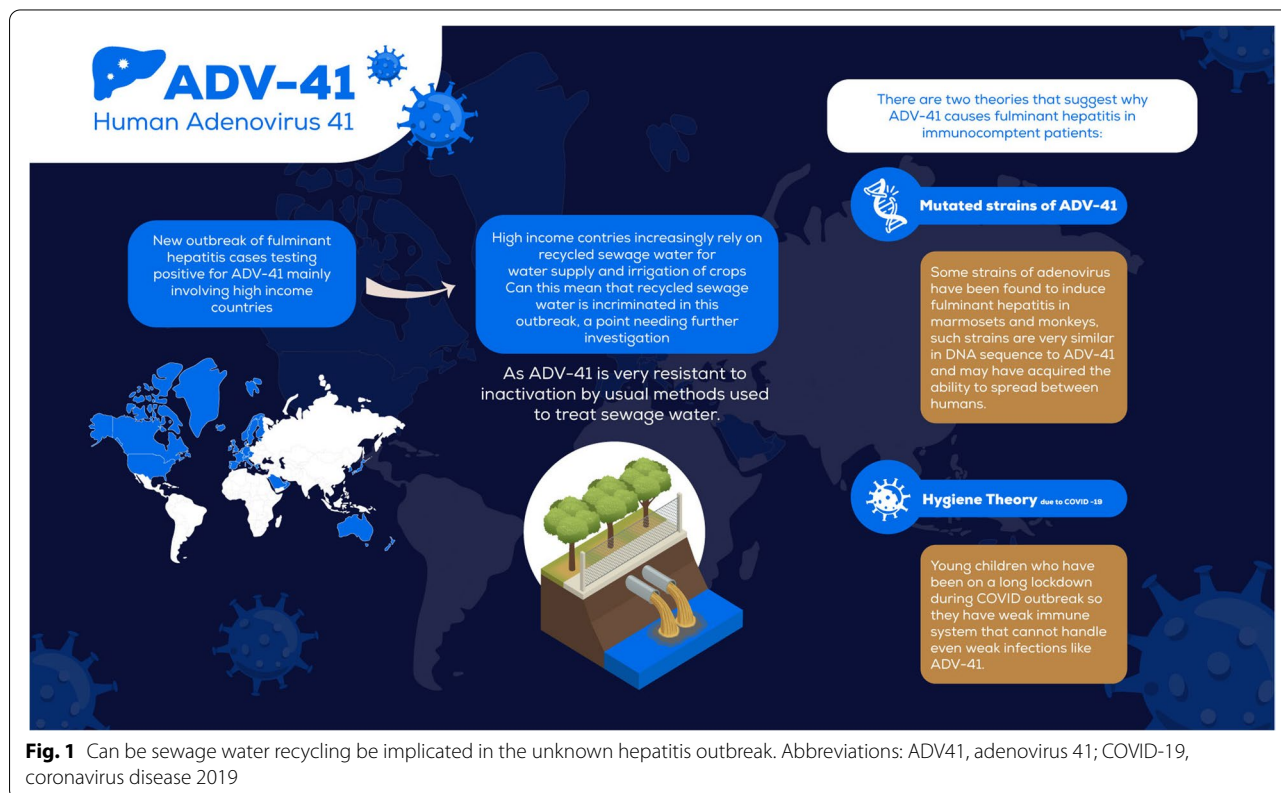 ADV-41
Human Adenovirus 41
New outbreak of fulminant
hepatitis cases testing
positive for ADV-41 mainly
involving high income
countries
High income contries increasingly rely on
recycled sewage water for
water supply and irrigation of crops
Can this mean that recycled sewage
water is incriminated in this
outbreak, a point needing further
investigation
As ADV-41 is very resistant to
inactivation by usual methods used
to treat sewage water.
There are two theories that suggest why
ADV-41 causes fulminant hepatitis in
immunocomptent patients:
Mutated strains of ADV-41
Some strains of adenovirus
have been found to induce
fulminant hepatitis in
marmosets and monkeys,
such strains are very similar
in DNA sequence to ADV-41
and may have acquired the
ability to spread between
humans.
Hygiene Theory due to COVID -19
Young children who have
been on a long lockdown
during COVID outbreak so
they have weak immune
system that cannot handle
even weak infections like
ADV-41.
Fig. 1 Can be sewage water recycling be implicated in the unknown hepatitis outbreak. Abbreviations: ADV41, adenovirus 41; COVID-19,
coronavirus disease 2019